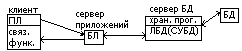 клиент
ПЛ
связ.
функ.
сервер
приложений
БЛ
сервер БД
хран. прог.
ЛБД(СУБД)
БД